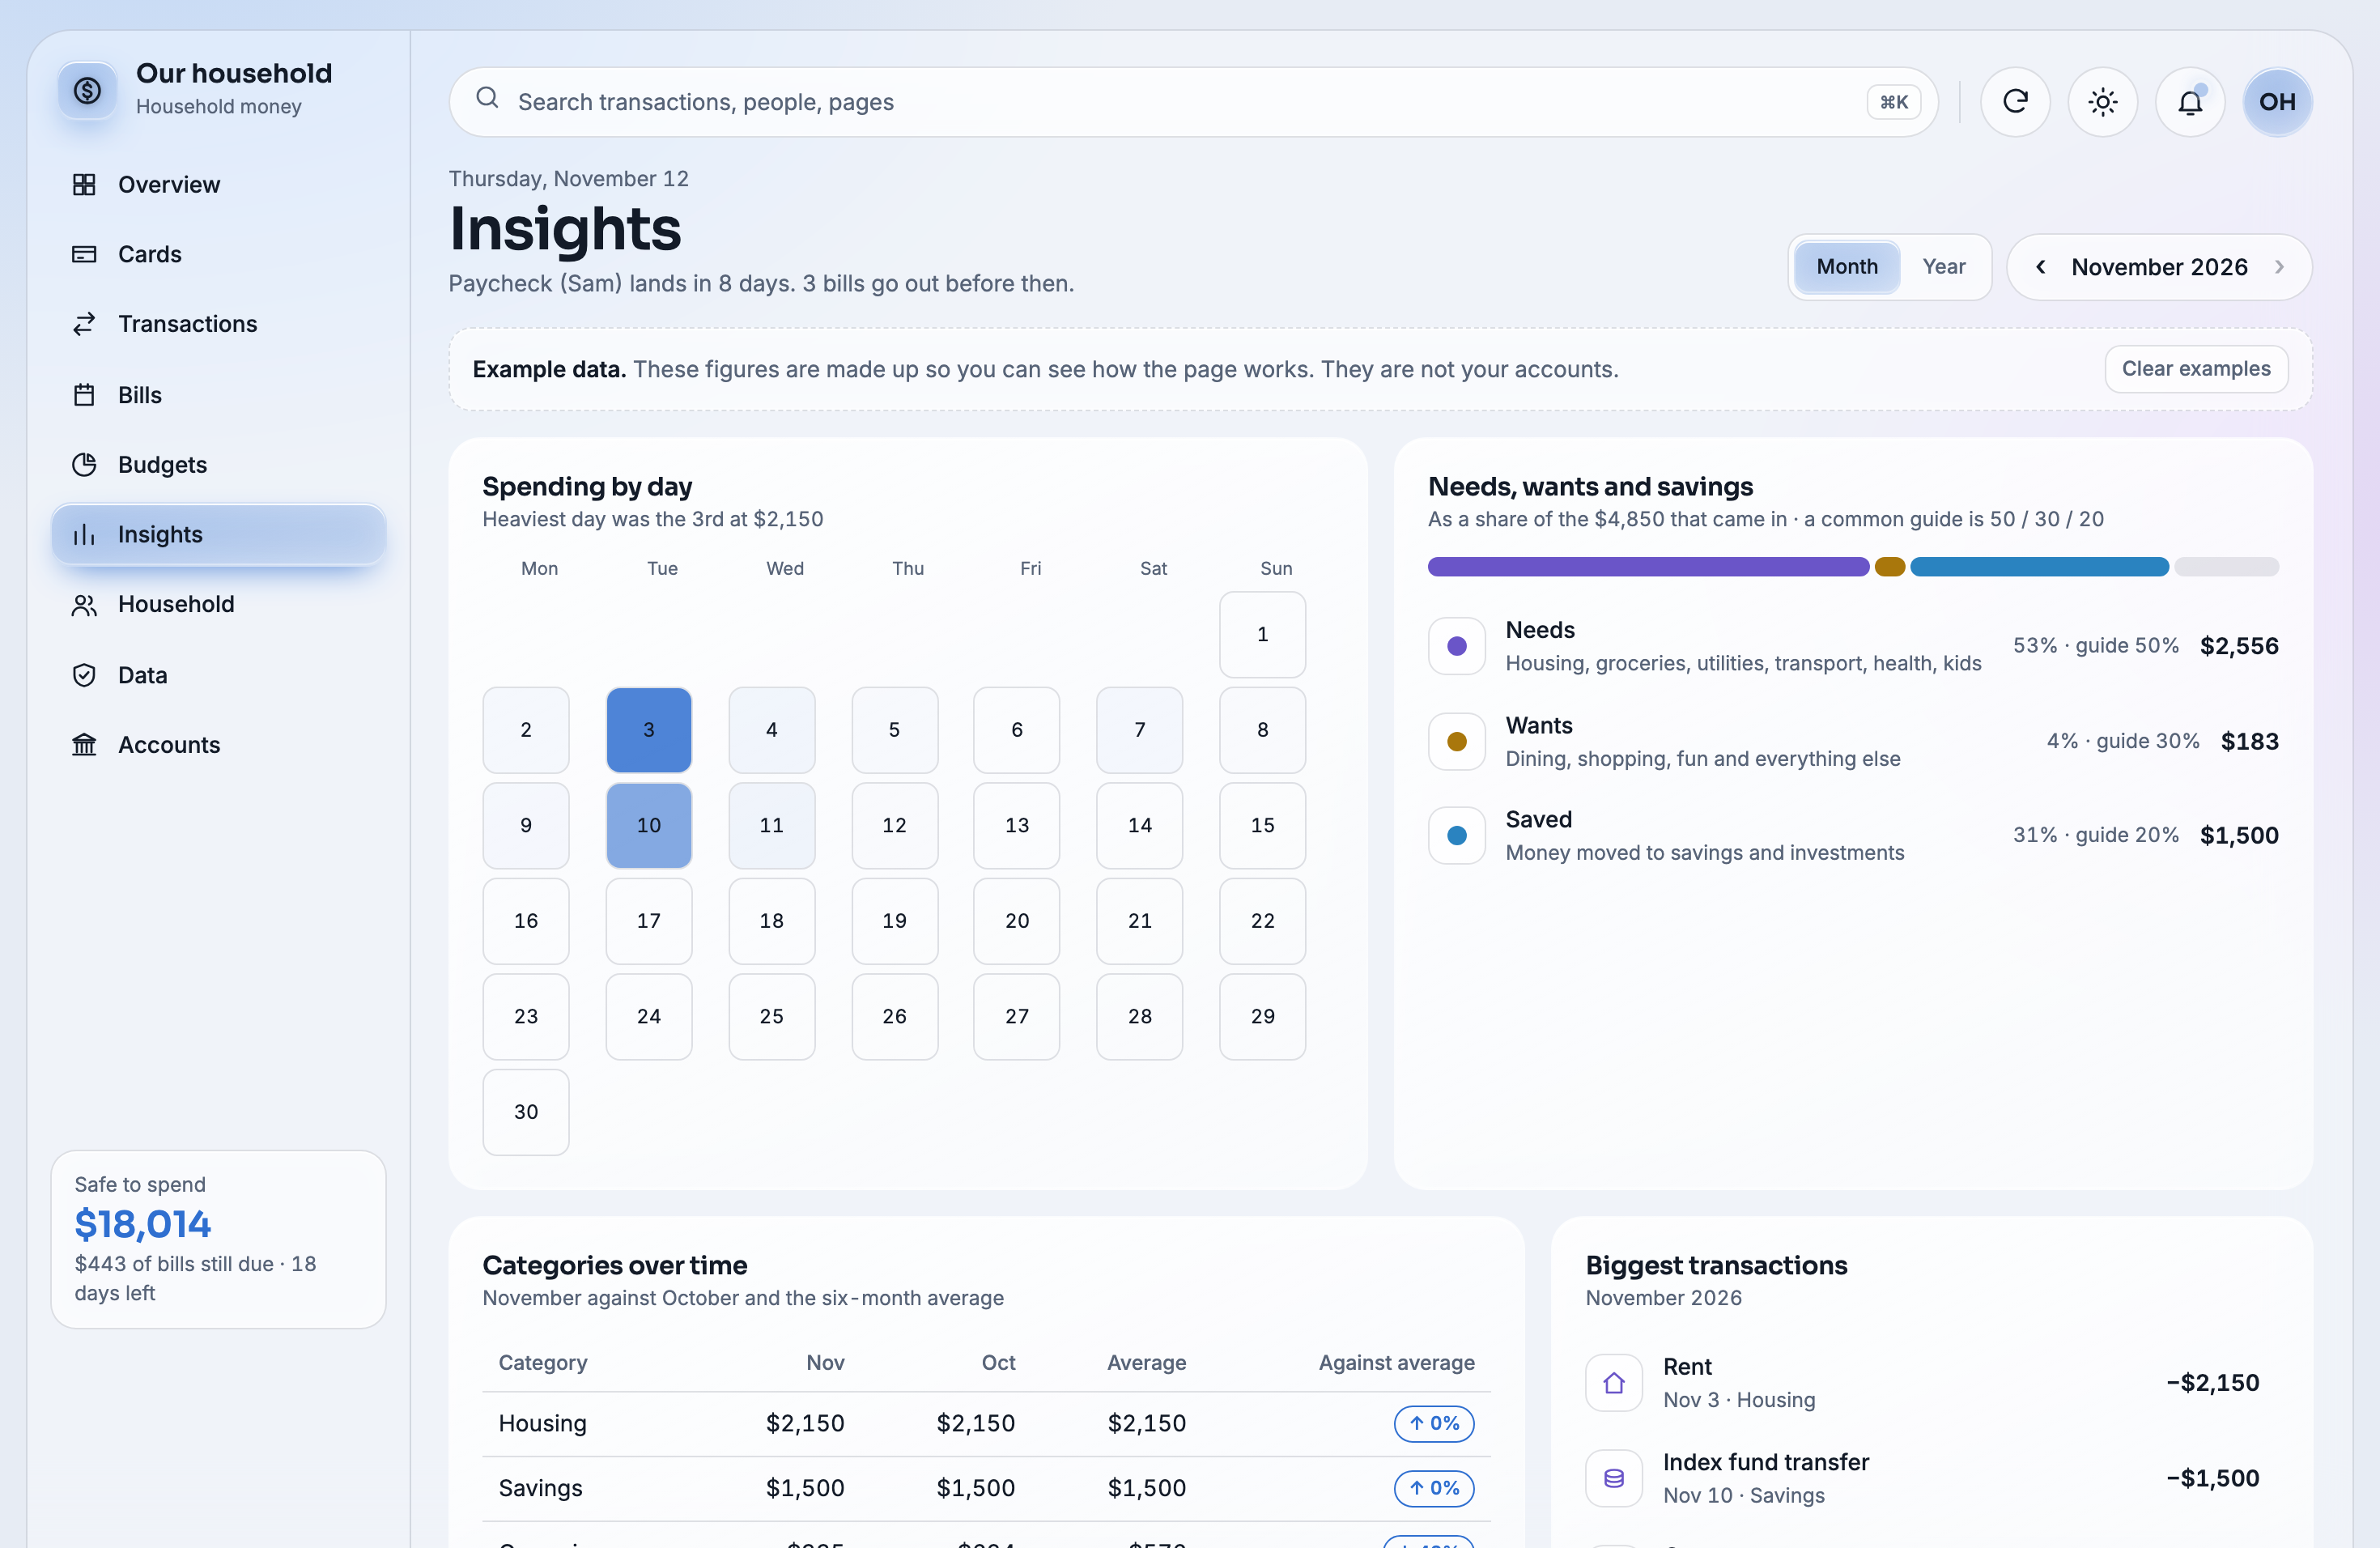 Our household
Household money
Overview
Cards
Transactions
Bills
Budgets
Insights
Household
Data
Accounts
Safe to spend
$18,014
$443 of bills still due · 18
days left
Search transactions, people, pages
⌘K
OH
Thursday, November 12
Insights
Paycheck (Sam) lands in 8 days. 3 bills go out before then.
Month Year
November 2026
Example data. These figures are made up so you can see how the page works. They are not your accounts.
Clear examples
Spending by day
Heaviest day was the 3rd at $2,150
Mon Tue Wed Thu Fri Sat Sun
1
2 3 4 5 6 7 8
9 10 11 12 13 14 15
16 17 18 19 20 21 22
23 24 25 26 27 28 29
30
Needs, wants and savings
As a share of the $4,850 that came in · a common guide is 50 / 30 / 20
Needs
Housing, groceries, utilities, transport, health, kids
53% · guide 50% $2,556
Wants
Dining, shopping, fun and everything else
4% · guide 30% $183
Saved
Money moved to savings and investments
31% · guide 20% $1,500
Categories over time
November against October and the six-month average
Category Nov Oct Average Against average
Housing $2,150 $2,150 $2,150 ↑ 0%
Savings $1,500 $1,500 $1,500 ↑ 0%
Biggest transactions
November 2026
Rent
Nov 3 · Housing
−$2,150
Index fund transfer
Nov 10 · Savings
−$1,500